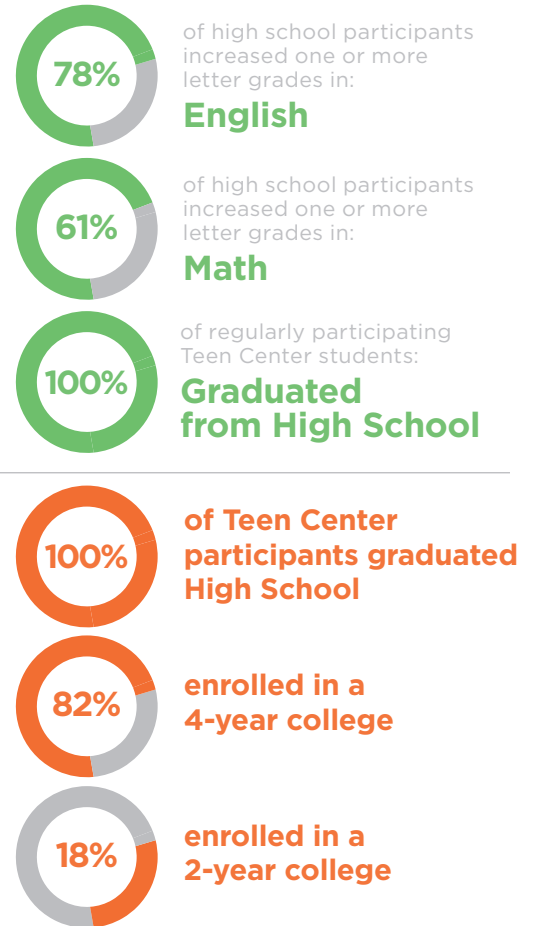 78%
of high school participants
increased one or more
letter grades in:
English
61%
of high school participants
increased one or more
letter grades in:
Math
100%
of regularly participating
Teen Center students:
Graduated
from High School
100%
of Teen Center
participants graduated
High School
82%
enrolled in a
4-year college
18%
enrolled in a
2-year college